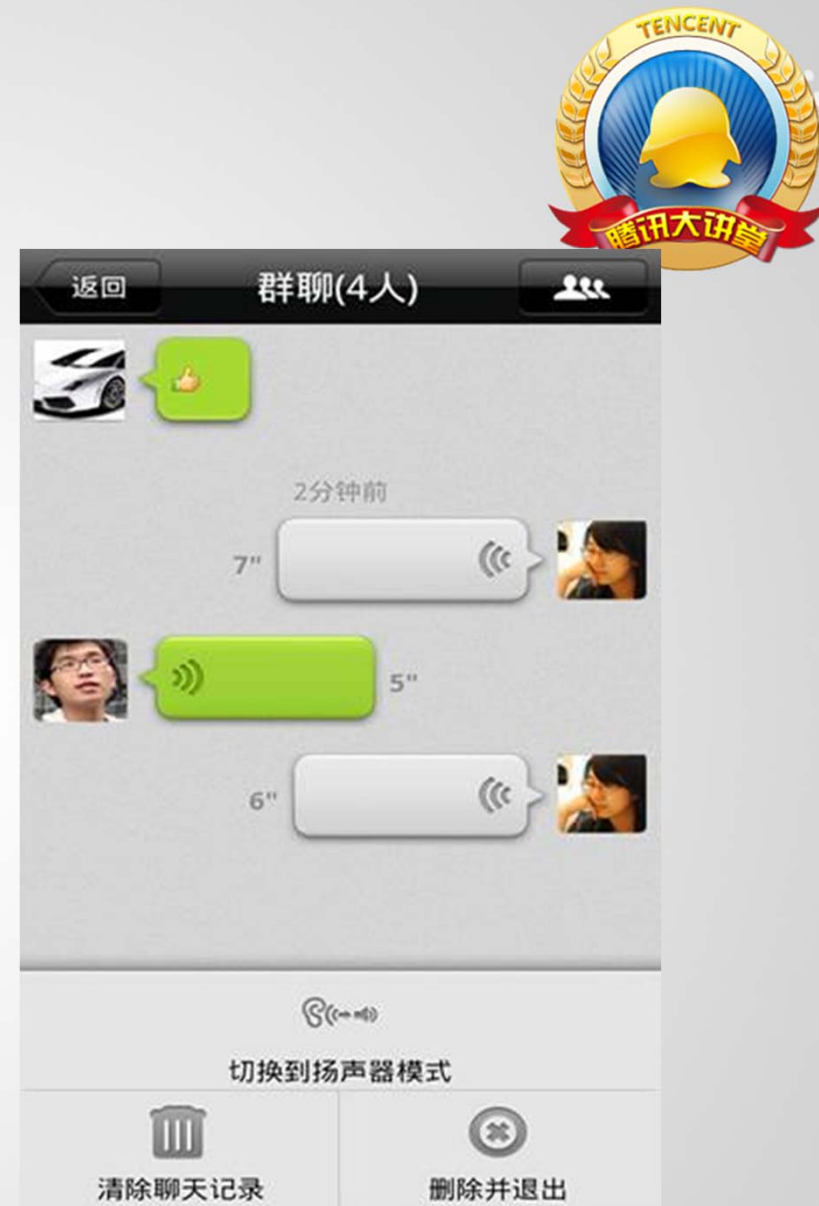 TENCENT
腾讯大讲堂
返回
群聊(4人)
2分钟前
7"
5"
6"
切换到扬声器模式
清除聊天记录
删除并退出